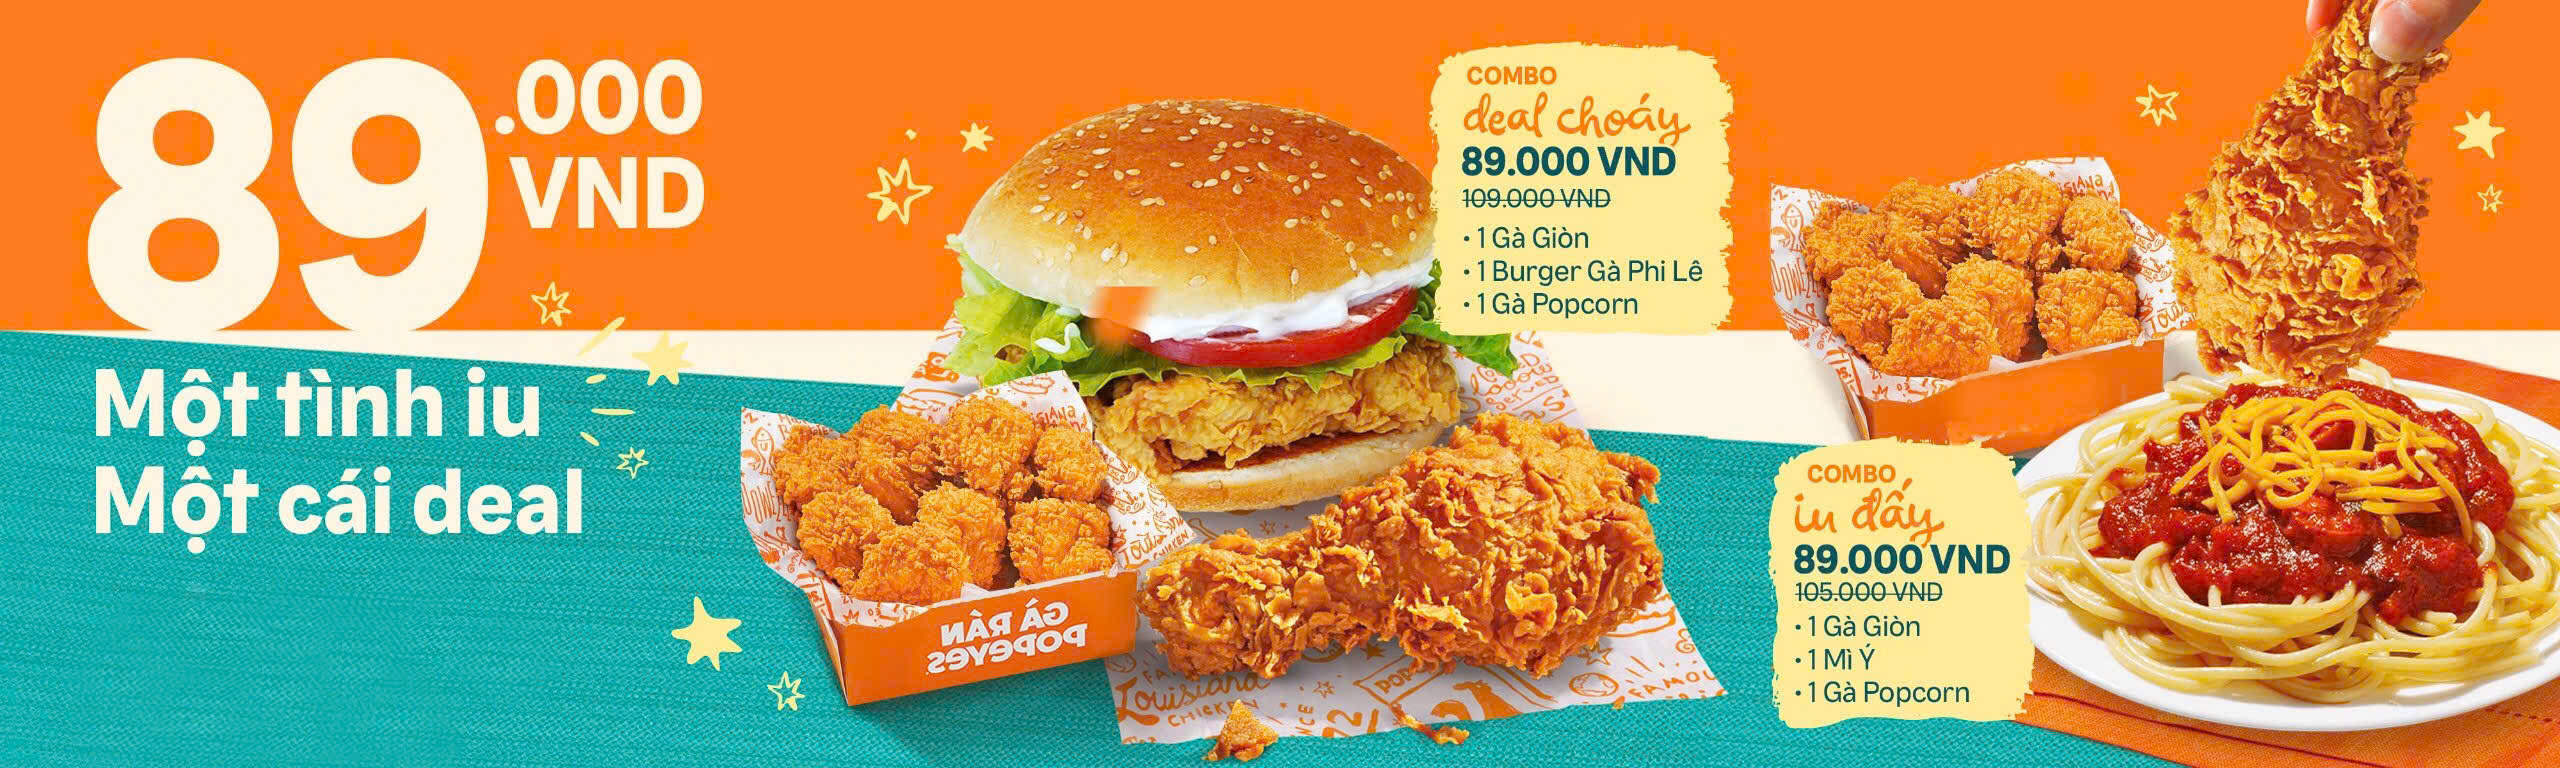 89.000
VND
Một tình iu
Một cái deal
COMBO
deal choáy
89.000 VND
109.000 VND
• 1 Gà Giòn
• 1 Burger Gà Phi Lê
• 1 Gà Popcorn
GÀ RÁN
POPEYES
Louisiana
CHICKEN
COMBO
iu đấy
89.000 VND
105.000 VND
• 1 Gà Giòn
• 1 Mì Ý
• 1 Gà Popcorn